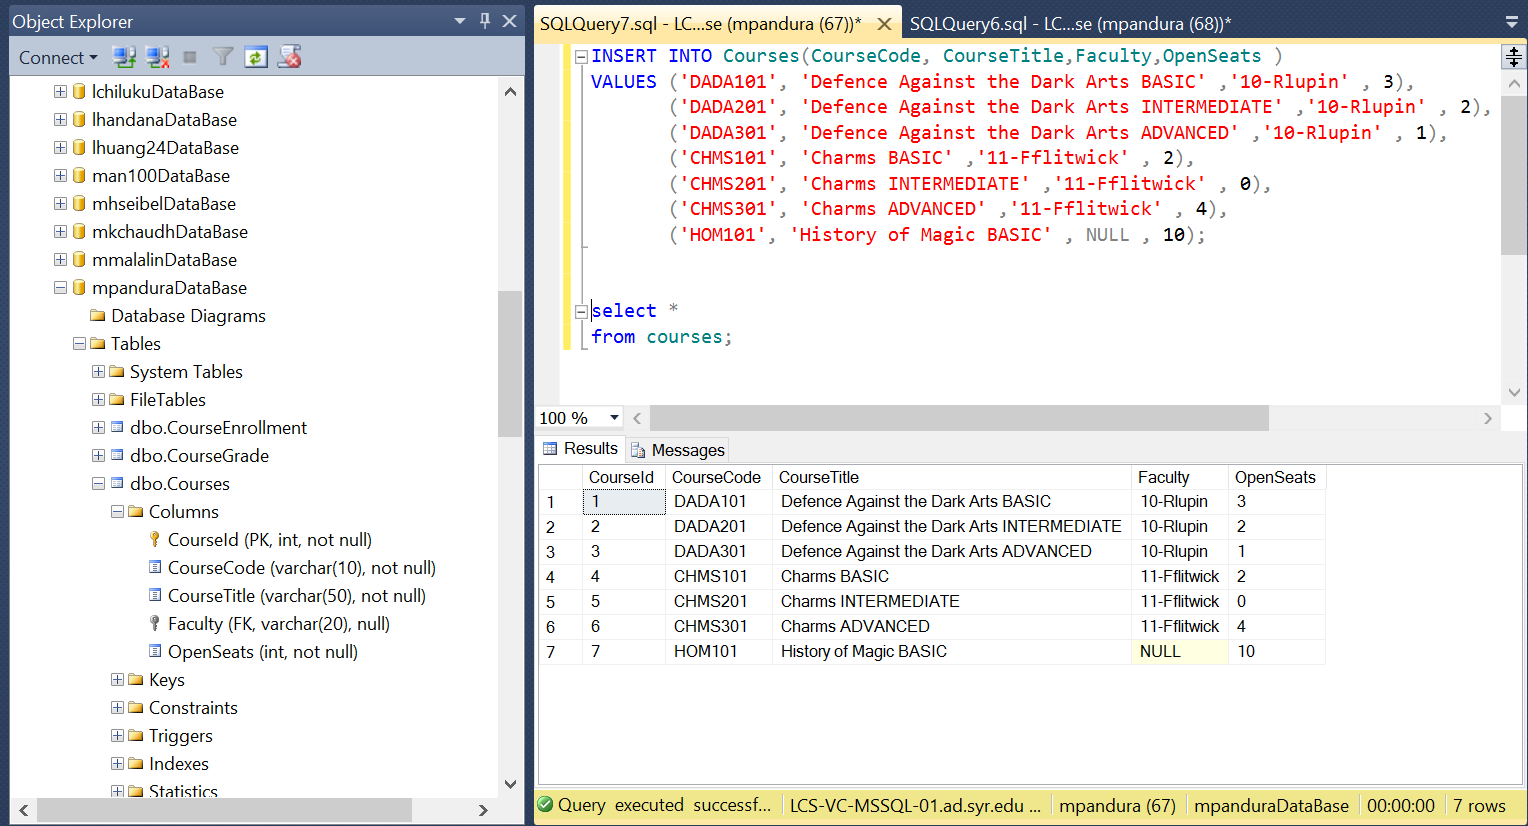 Object Explorer
Connect
lchilukuDataBase
lhandanaDataBase
lhuang24DataBase
man100DataBase
mhseibelDataBase
mkchaudhDataBase
mmalalinDataBase
mpanduraDataBase
Database Diagrams
Tables
System Tables
FileTables
dbo.CourseEnrollment
dbo.CourseGrade
dbo.Courses
Columns
CourseId (PK, int, not null)
CourseCode (varchar(10), not null)
CourseTitle (varchar(50), not null)
Faculty (FK, varchar(20), null)
OpenSeats (int, not null)
Keys
Constraints
Triggers
Indexes
Statistics
SQLQuery7.sql - LC...se (mpandura (67))* SQLQuery6.sql - LC...se (mpandura (68))*
INSERT INTO Courses(CourseCode, CourseTitle,Faculty,OpenSeats )
VALUES ('DADA101', 'Defence Against the Dark Arts BASIC' ,'10-Rlupin' , 3),
('DADA201', 'Defence Against the Dark Arts INTERMEDIATE' ,'10-Rlupin' , 2),
('DADA301', 'Defence Against the Dark Arts ADVANCED' ,'10-Rlupin' , 1),
('CHMS101', 'Charms BASIC' ,'11-Fflitwick' , 2),
('CHMS201', 'Charms INTERMEDIATE' ,'11-Fflitwick' , 0),
('CHMS301', 'Charms ADVANCED' ,'11-Fflitwick' , 4),
('HOM101', 'History of Magic BASIC' , NULL , 10);
select *
from courses;
100 %
Results Messages
CourseId CourseCode CourseTitle Faculty OpenSeats
1 1 DADA101 Defence Against the Dark Arts BASIC 10-Rlupin 3
2 2 DADA201 Defence Against the Dark Arts INTERMEDIATE 10-Rlupin 2
3 3 DADA301 Defence Against the Dark Arts ADVANCED 10-Rlupin 1
4 4 CHMS101 Charms BASIC 11-Fflitwick 2
5 5 CHMS201 Charms INTERMEDIATE 11-Fflitwick 0
6 6 CHMS301 Charms ADVANCED 11-Fflitwick 4
7 7 HOM101 History of Magic BASIC NULL 10
Query executed successf... LCS-VC-MSSQL-01.ad.syr.edu ... mpandura (67) mpanduraDataBase 00:00:00 7 rows